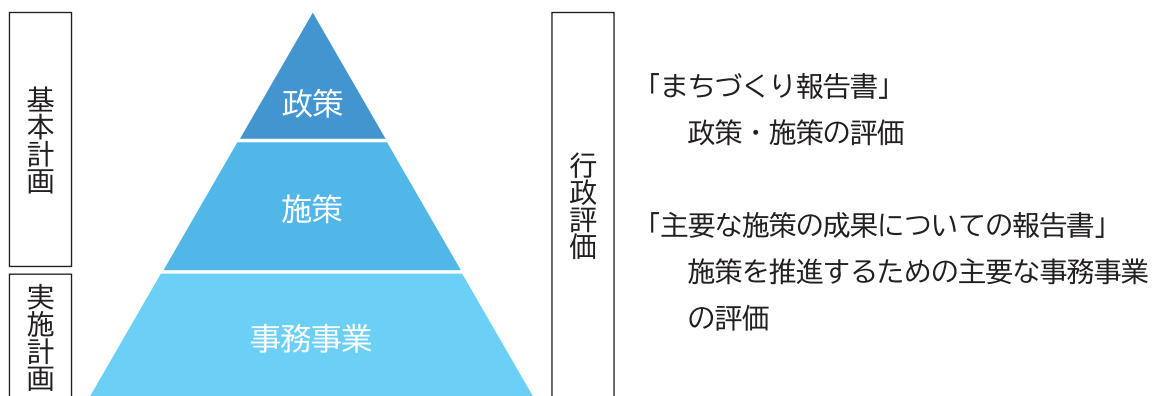 基本計画
実施計画
政策
施策
事務事業
行政評価
「まちづくり報告書」
政策・施策の評価
「主要な施策の成果についての報告書」
施策を推進するための主要な事務事業
の評価